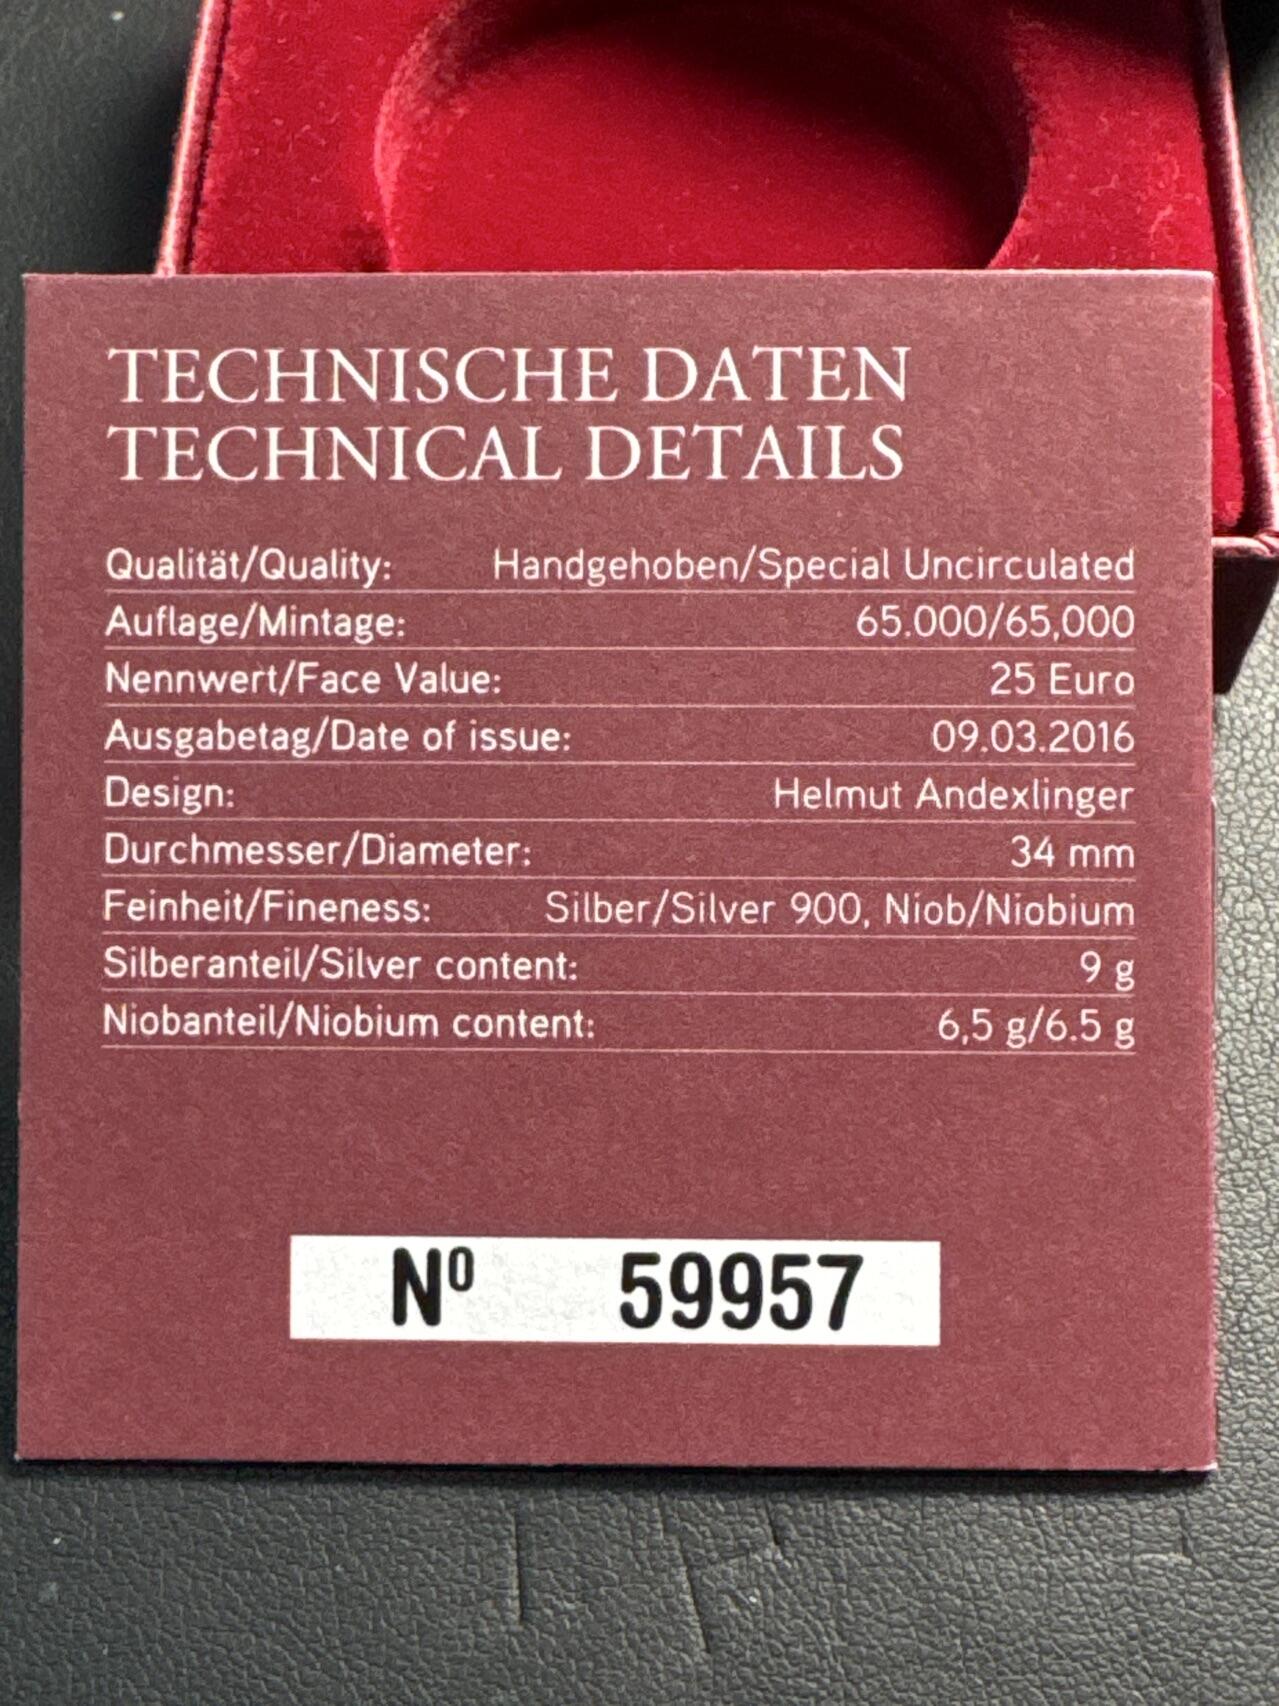 TECHNISCHE DATEN
TECHNICAL DETAILS
Qualität/Quality: Handgehoben/Special Uncirculated
Auflage/Mintage: 65.000/65,000
Nennwert/Face Value: 25 Euro
Ausgabetag/Date of issue: 09.03.2016
Design: Helmut Andexlinger
Durchmesser/Diameter: 34 mm
Feinheit/Fineness: Silber/Silver 900, Niob/Niobium
Silberanteil/Silver content: 9 g
Niobanteil/Niobium content: 6,5 g/6.5 g
Nº 59957